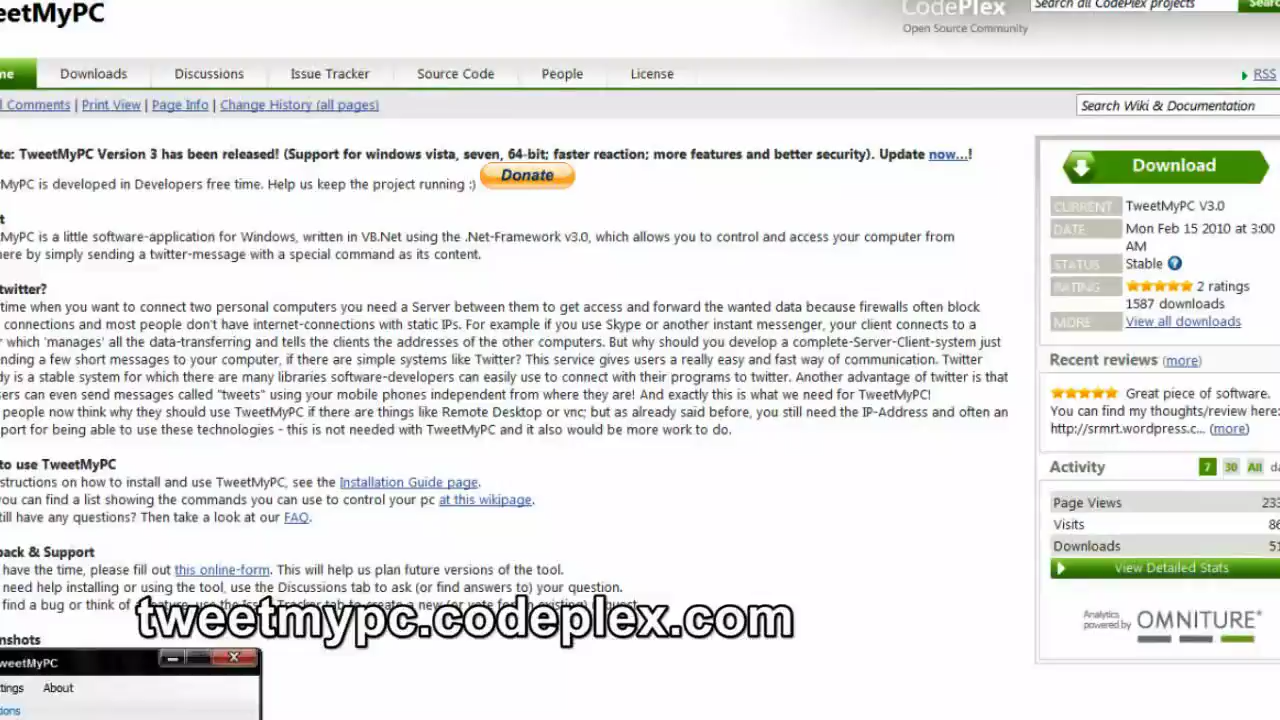 eetMyPC
CodePlex
Open Source Community
Search all CodePlex projects
Downloads Discussions Issue Tracker Source Code People License
RSS
Comments | Print View | Page Info | Change History (all pages)
Search Wiki & Documentation
te: TweetMyPC Version 3 has been released! (Support for windows vista, seven, 64-bit; faster reaction; more features and better security). Update now...!
MyPC is developed in Developers free time. Help us keep the project running :) Donate
t
MyPC is a little software-application for Windows, written in VB.Net using the .Net-Framework v3.0, which allows you to control and access your computer from
here by simply sending a twitter-message with a special command as its content.
twitter?
time when you want to connect two personal computers you need a Server between them to get access and forward the wanted data because firewalls often block
connections and most people don't have internet-connections with static IPs. For example if you use Skype or another instant messenger, your client connects to a
r which 'manages' all the data-transferring and tells the clients the addresses of the other computers. But why should you develop a complete-Server-Client-system just
nding a few short messages to your computer, if there are simple systems like Twitter? This service gives users a really easy and fast way of communication. Twitter
dy is a stable system for which there are many libraries software-developers can easily use to connect with their programs to twitter. Another advantage of twitter is that
sers can even send messages called "tweets" using your mobile phones independent from where they are! And exactly this is what we need for TweetMyPC!
people now think why they should use TweetMyPC if there are things like Remote Desktop or vnc; but as already said before, you still need the IP-Address and often an
port for being able to use these technologies - this is not needed with TweetMyPC and it also would be more work to do.
to use TweetMyPC
structions on how to install and use TweetMyPC, see the Installation Guide page.
you can find a list showing the commands you can use to control your pc at this wikipage.
till have any questions? Then take a look at our FAQ.
back & Support
have the time, please fill out this online-form. This will help us plan future versions of the tool.
need help installing or using the tool, use the Discussions tab to ask (or find answers to) your question.
find a bug or think of a feature, use the Issue Tracker tab to create a new (or vote for an existing) request.
tweetmypc.codeplex.com
nshots
weetMyPC
ttings About
ions
Download
CURRENT TweetMyPC V3.0
DATE Mon Feb 15 2010 at 3:00
AM
STATUS Stable
RATING 2 ratings
1587 downloads
MORE View all downloads
Recent reviews (more)
Great piece of software.
You can find my thoughts/review here:
http://srmrt.wordpress.c... (more)
Activity 7 30 All da
Page Views 233
Visits 86
Downloads 51
View Detailed Stats
Analytics
powered by OMNITURE